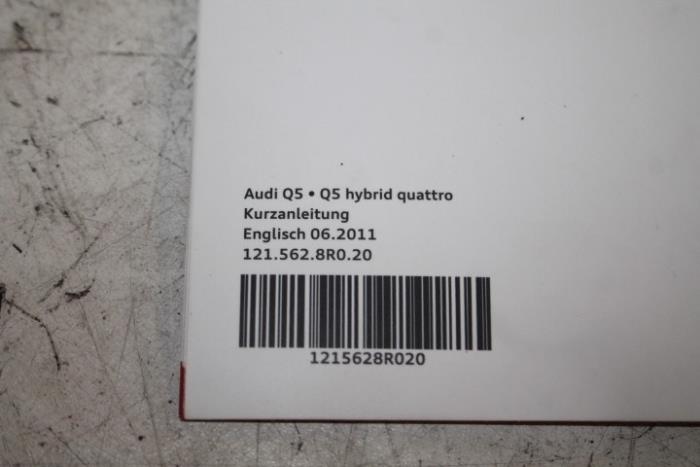 Audi Q5 • Q5 hybrid quattro
Kurzanleitung
Englisch 06.2011
121.562.8R0.20
1215628R020